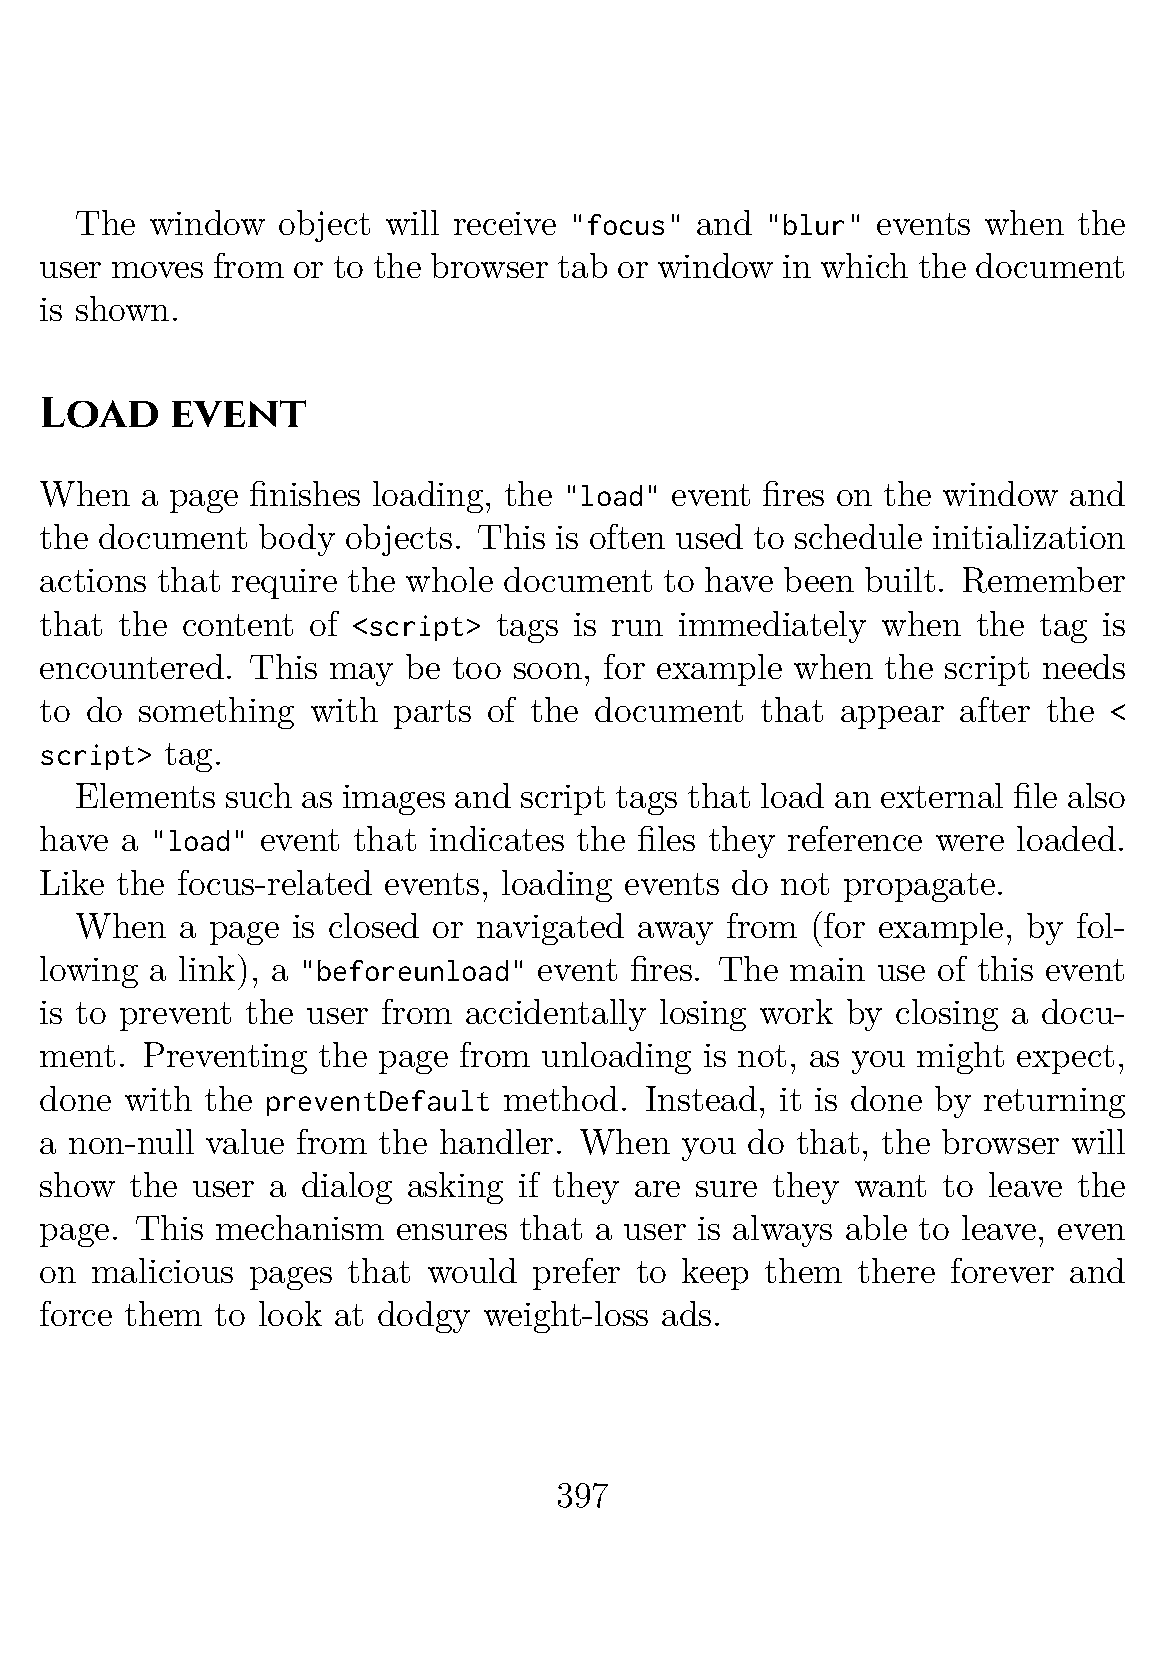 The window object will receive "focus" and "blur" events when the
user moves from or to the browser tab or window in which the document
is shown.
Load event
When a page finishes loading, the "load" event fires on the window and
the document body objects. This is often used to schedule initialization
actions that require the whole document to have been built. Remember
that the content of <script> tags is run immediately when the tag is
encountered. This may be too soon, for example when the script needs
to do something with parts of the document that appear after the <
script> tag.
Elements such as images and script tags that load an external file also
have a "load" event that indicates the files they reference were loaded.
Like the focus-related events, loading events do not propagate.
When a page is closed or navigated away from (for example, by fol-
lowing a link), a "beforeunload" event fires. The main use of this event
is to prevent the user from accidentally losing work by closing a docu-
ment. Preventing the page from unloading is not, as you might expect,
done with the preventDefault method. Instead, it is done by returning
a non-null value from the handler. When you do that, the browser will
show the user a dialog asking if they are sure they want to leave the
page. This mechanism ensures that a user is always able to leave, even
on malicious pages that would prefer to keep them there forever and
force them to look at dodgy weight-loss ads.
397